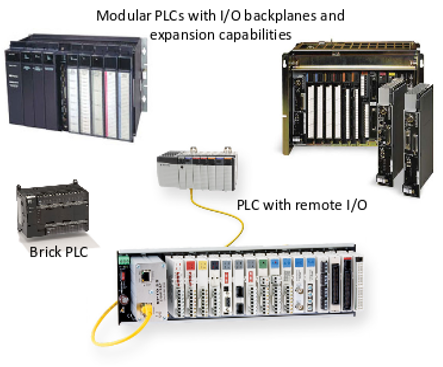 Modular PLCs with I/O backplanes and
expansion capabilities
PLC with remote I/O
Brick PLC